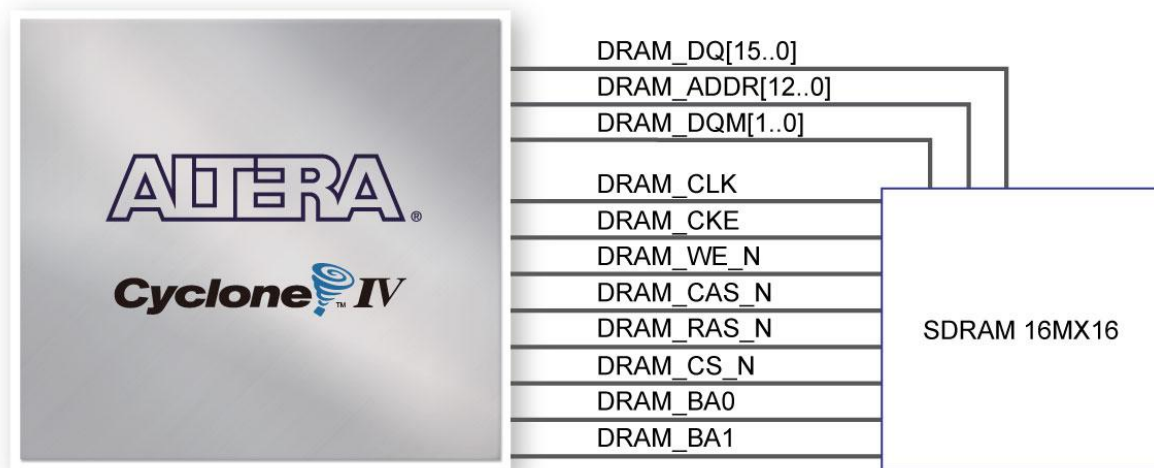 DRAM_DQ[15..0]
DRAM_ADDR[12..0]
DRAM_DQM[1..0]
DRAM_CLK
DRAM_CKE
DRAM_WE_N
DRAM_CAS_N
DRAM_RAS_N
DRAM_CS_N
DRAM_BA0
DRAM_BA1
ALTERA®
Cyclone™ IV
SDRAM 16MX16